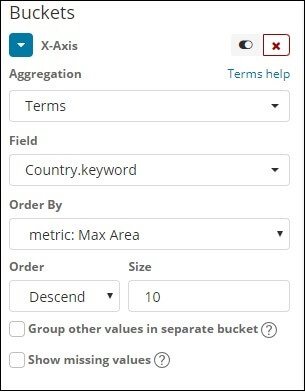 Buckets
X-Axis
Aggregation Terms help
Terms
Field
Country.keyword
Order By
metric: Max Area
Order Size
Descend 10
Group other values in separate bucket ?
Show missing values ?